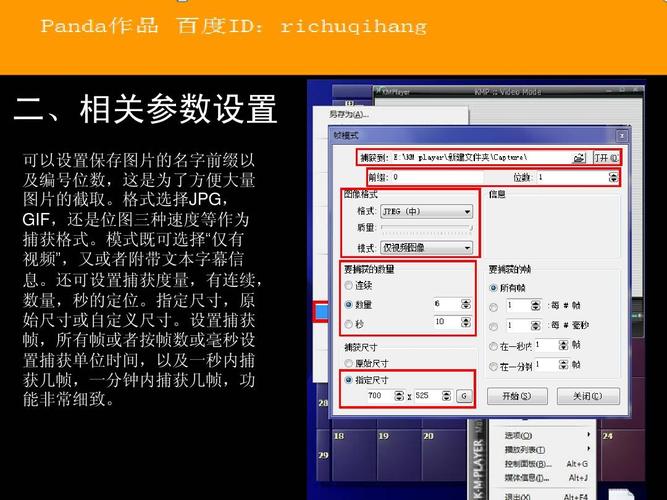 Panda作品 百度ID：richuqihang
二、相关参数设置
可以设置保存图片的名字前缀以
及编号位数，这是为了方便大量
图片的截取。格式选择JPG，
GIF，还是位图三种速度等作为
捕获格式。模式既可选择“仅有
视频”，又或者附带文本字幕信
息。还可设置捕获度量，有连续，
数量，秒的定位。指定尺寸，原
始尺寸或自定义尺寸。设置捕获
帧，所有帧或者按帧数或毫秒设
置捕获单位时间，以及一秒内捕
获几帧，一分钟内捕获几帧，功
能非常细致。
KMPlayer
KMP :: Video Mode
另存为(A)...
帧模式
捕获到: E:\KM player\新建文件夹\Capture\
打开(O)
前缀: 0
位数: 1
图像格式
格式: JPEG (中)
质量:
模式: 仅视频图像
信息
要捕获的数量
连续
数量 6
秒 10
要捕获的帧
所有帧
1 :每 # 帧
1 :每 # 毫秒
在一秒内 1 帧
在一分钟 1 帧
捕获尺寸
原始尺寸
指定尺寸
700 x 525 G
开始(S)
关闭(C)
28
18 19 20 24
29
K-M-PLAYER
选项(O)
播放列表(T)
控制面板(B)... Alt+G
媒体信息(M)... Alt+J
退出(X) Alt+F4